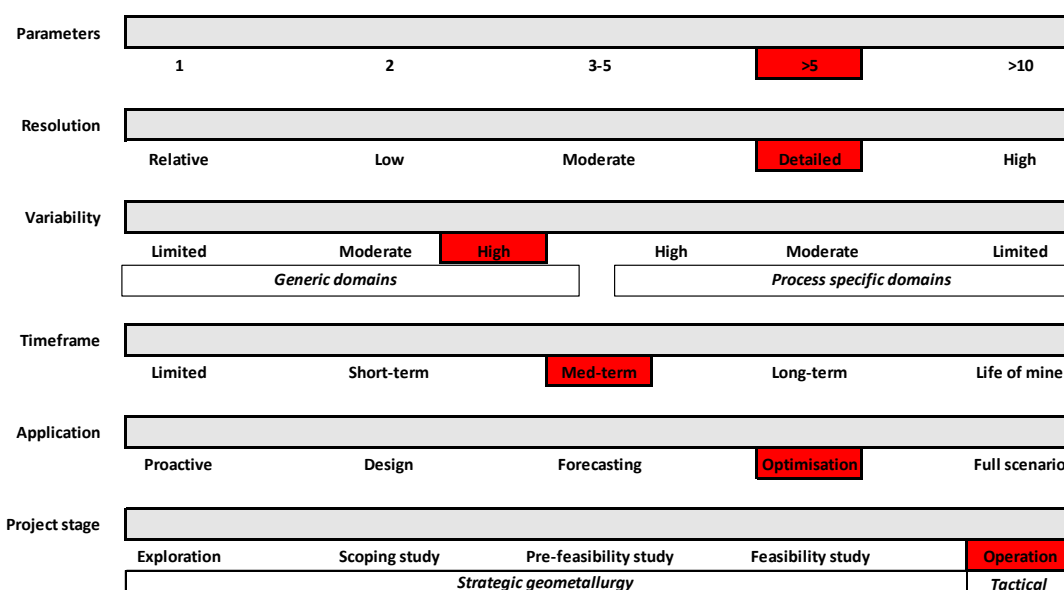 Parameters
1 2 3-5 >5 >10
Resolution
Relative Low Moderate Detailed High
Variability
Limited Moderate High High Moderate Limited
Generic domains Process specific domains
Timeframe
Limited Short-term Med-term Long-term Life of mine
Application
Proactive Design Forecasting Optimisation Full scenario
Project stage
Exploration Scoping study Pre-feasibility study Feasibility study Operation
Strategic geometallurgy Tactical